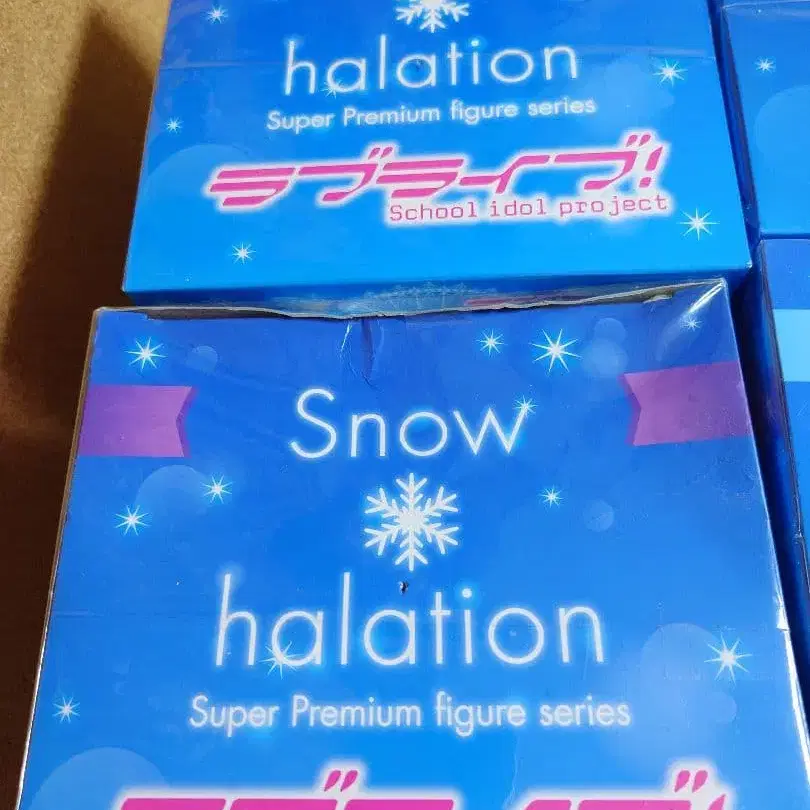 halation
Super Premium figure series
ラブライブ!
School idol project
Snow
halation
Super Premium figure series